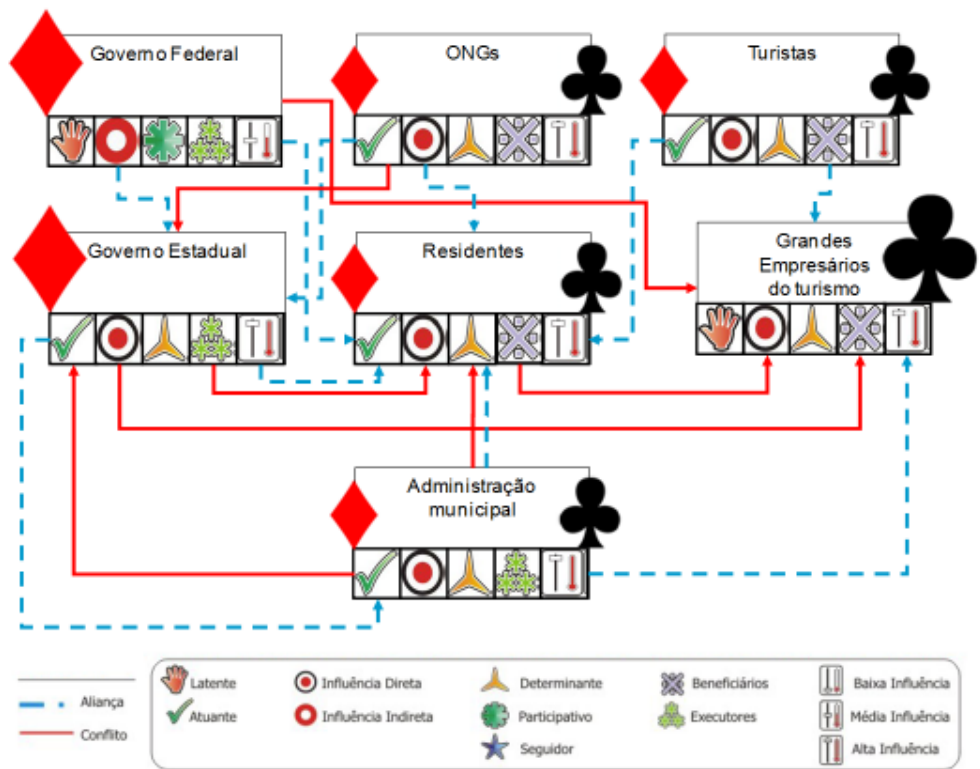 Governo Federal
ONGs
Turistas
Governo Estadual
Residentes
Grandes
Empresários
do turismo
Administração
municipal
Aliança
Conflito
Latente
Atuante
Influência Direta
Influência Indireta
Determinante
Participativo
Seguidor
Beneficiários
Executores
Baixa Influência
Média Influência
Alta Influência